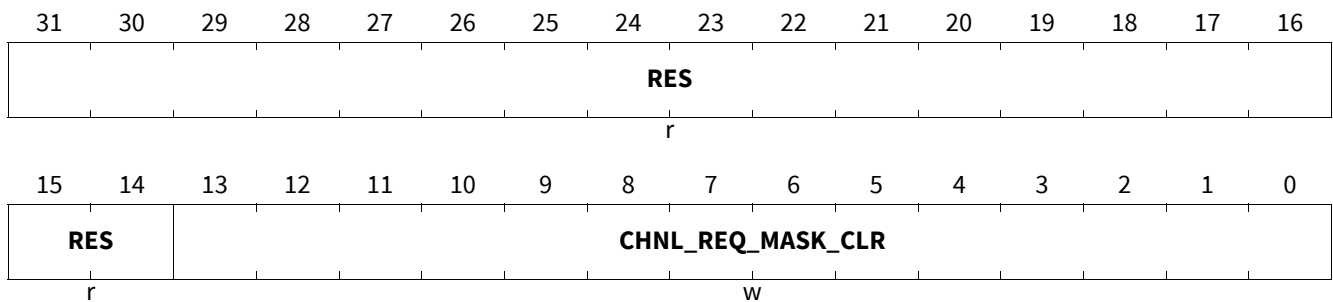 31 30 29 28 27 26 25 24 23 22 21 20 19 18 17 16
RES
r
15 14 13 12 11 10 9 8 7 6 5 4 3 2 1 0
RES CHNL_REQ_MASK_CLR
r w